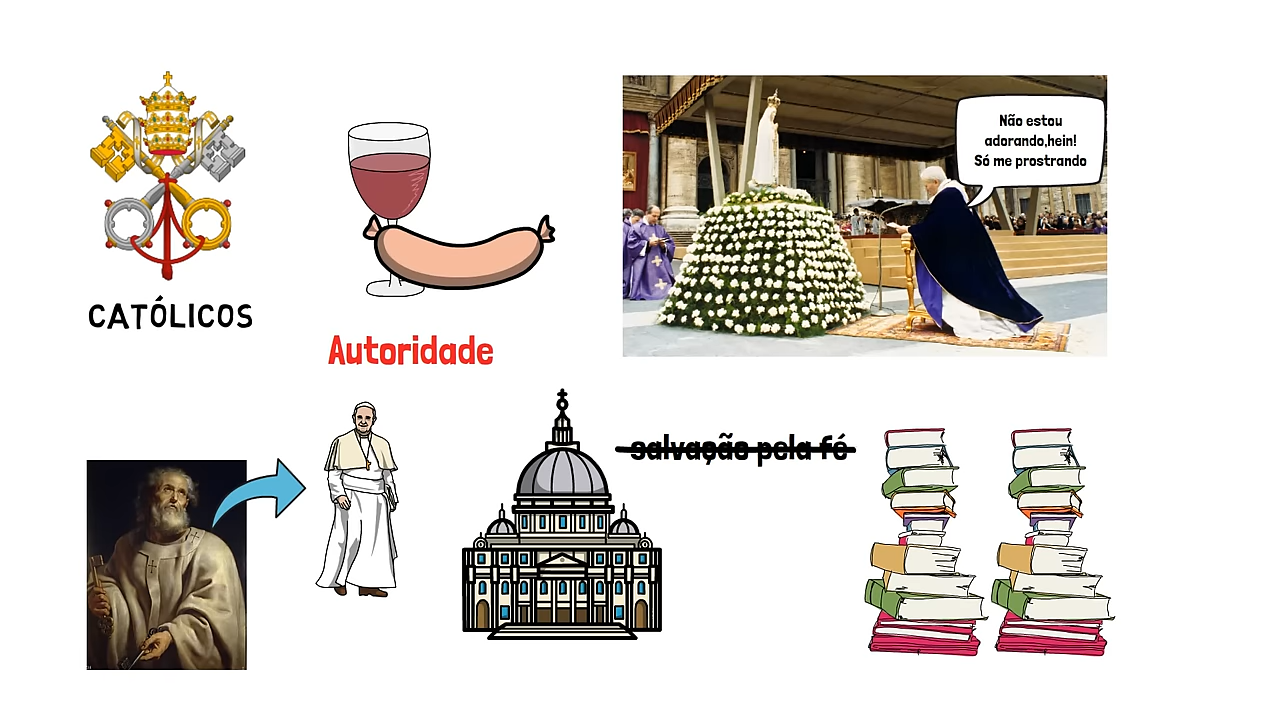 CATÓLICOS
Autoridade
Não estou
adorando,hein!
Só me prostrando
salvação pela fé